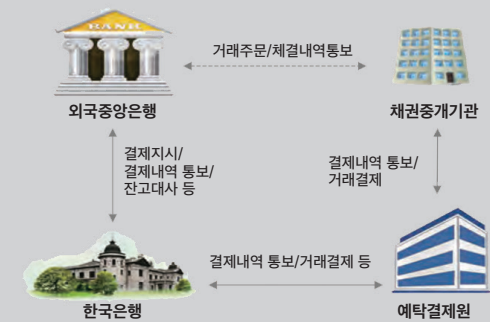 BANK
거래주문/체결내역통보
외국중앙은행
채권중개기관
결제지시/
결제내역 통보/
잔고대사 등
결제내역 통보/
거래결제
결제내역 통보/거래결제 등
한국은행
예탁결제원